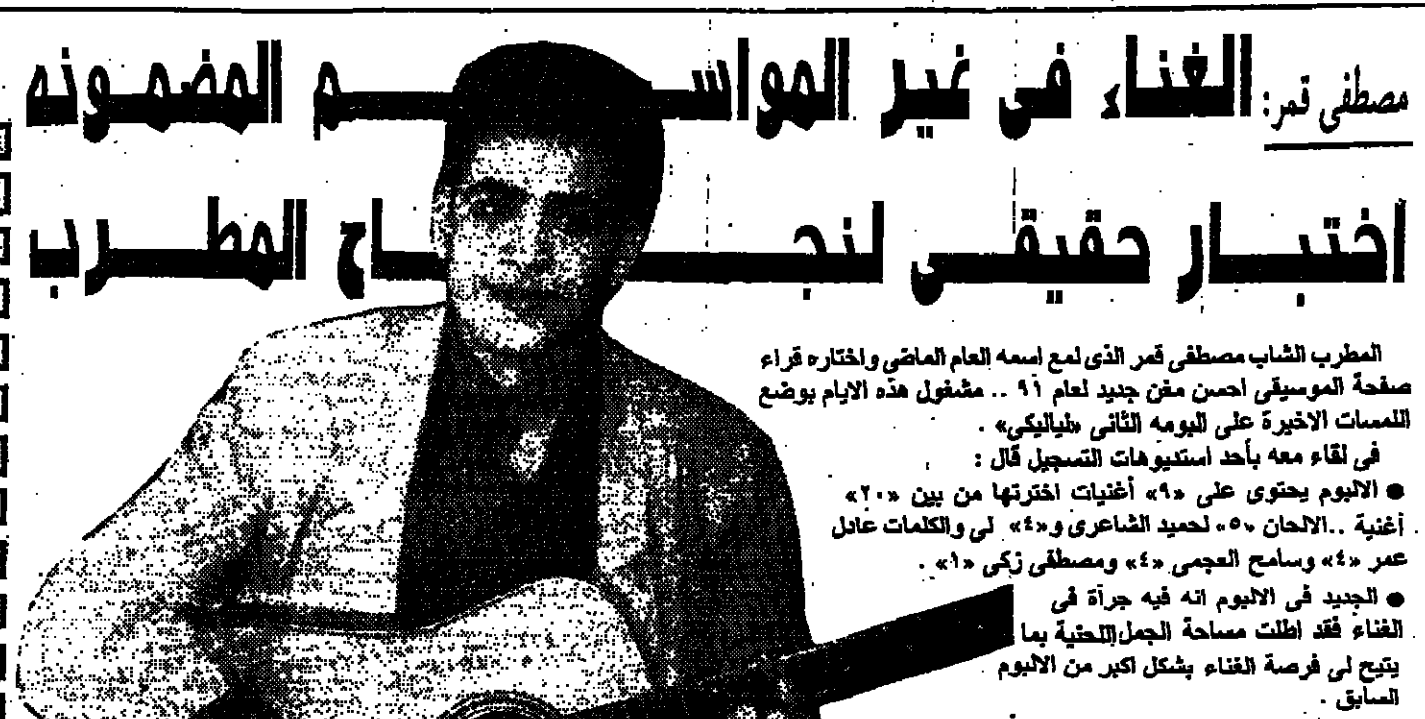 مصطفى قمر: الغناء فى غير المواسم المضمونه
اختبار حقيقى لنجاح المطرب
المطرب الشاب مصطفى قمر الذى لمع اسمه العام الماضى واختاره قراء
صفحة الموسيقى احسن مغن جديد لعام ٩١ .. مشغول هذه الايام بوضع
اللمسات الاخيرة على البومه الثانى «لياليكى» .
فى لقاء معه بأحد استديوهات التسجيل قال :
● الالبوم يحتوى على «٩» أغنيات اخترتها من بين «٢٠»
أغنية ..الالحان «٥» لحميد الشاعرى و«٤» لى والكلمات عادل
عمر «٤» وسامح العجمى «٤» ومصطفى زكى «١» .
● الجديد فى الالبوم انه فيه جرأة فى
الغناء فقد اطلت مساحة الجمل اللحنية بما
يتيح لى فرصة الغناء بشكل اكبر من الالبوم
السابق .